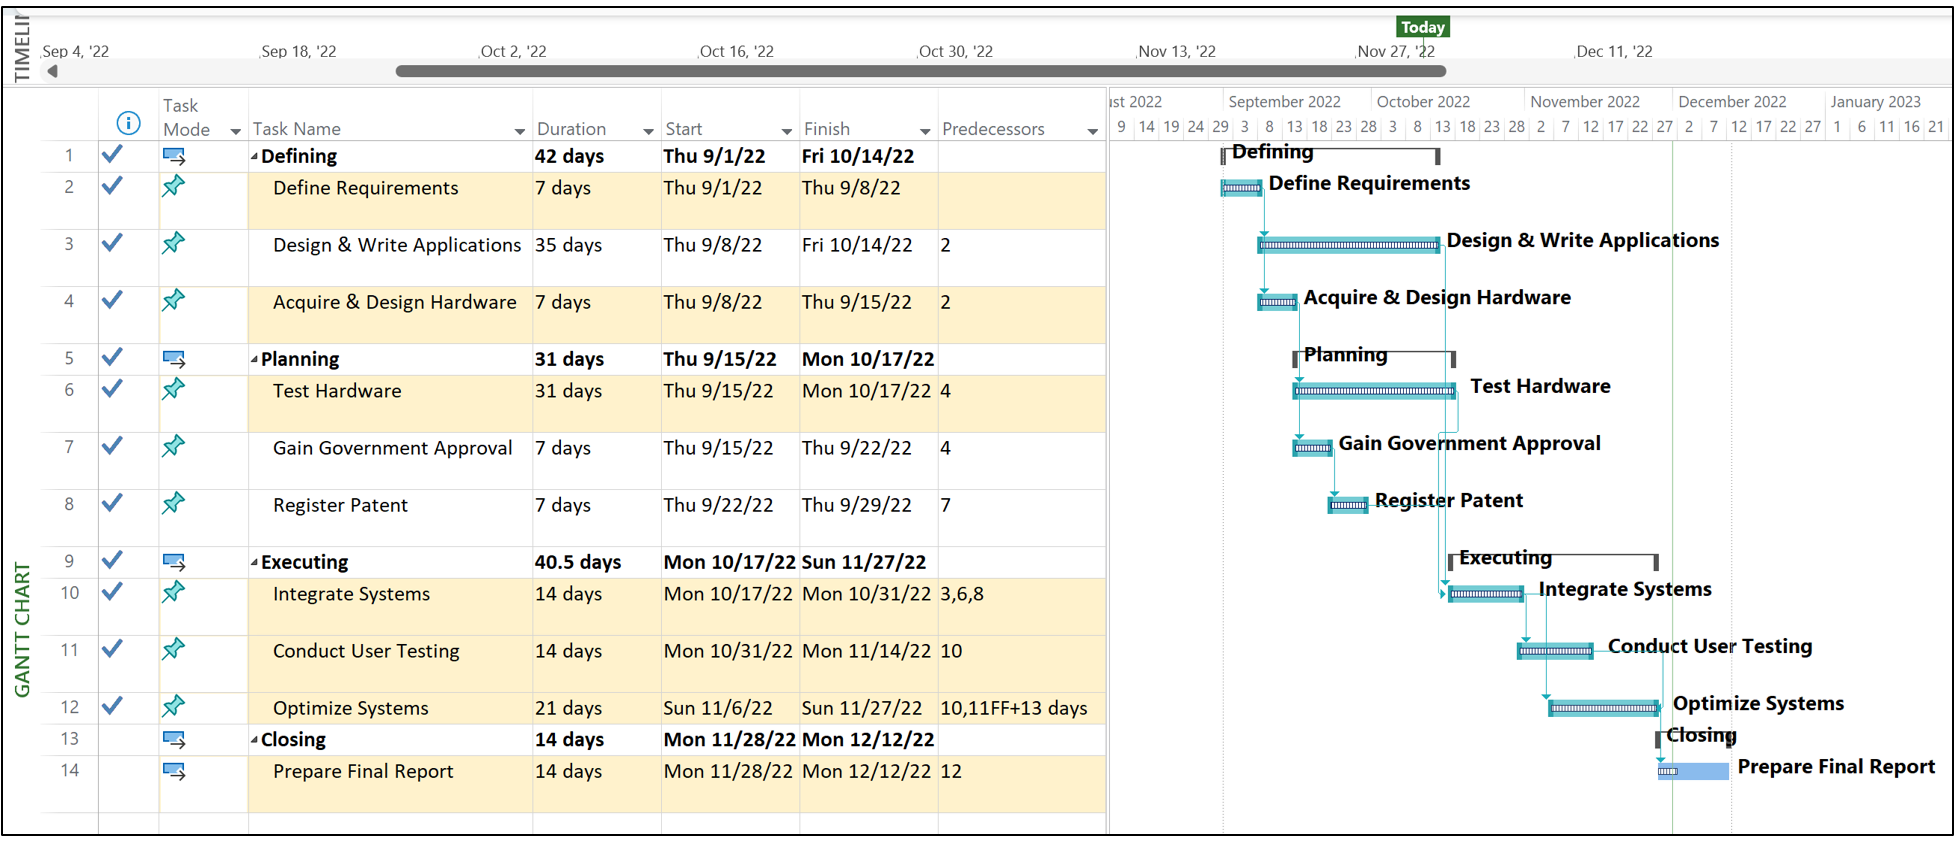 TIMELIN
Today
Sep 4, '22 Sep 18, '22 Oct 2, '22 Oct 16, '22 Oct 30, '22 Nov 13, '22 Nov 27, '22 Dec 11, '22
GANTT CHART
Task Mode Task Name Duration Start Finish Predecessors
1 Defining 42 days Thu 9/1/22 Fri 10/14/22
2 Define Requirements 7 days Thu 9/1/22 Thu 9/8/22
3 Design & Write Applications 35 days Thu 9/8/22 Fri 10/14/22 2
4 Acquire & Design Hardware 7 days Thu 9/8/22 Thu 9/15/22 2
5 Planning 31 days Thu 9/15/22 Mon 10/17/22
6 Test Hardware 31 days Thu 9/15/22 Mon 10/17/22 4
7 Gain Government Approval 7 days Thu 9/15/22 Thu 9/22/22 4
8 Register Patent 7 days Thu 9/22/22 Thu 9/29/22 7
9 Executing 40.5 days Mon 10/17/22 Sun 11/27/22
10 Integrate Systems 14 days Mon 10/17/22 Mon 10/31/22 3,6,8
11 Conduct User Testing 14 days Mon 10/31/22 Mon 11/14/22 10
12 Optimize Systems 21 days Sun 11/6/22 Sun 11/27/22 10,11FF+13 days
13 Closing 14 days Mon 11/28/22 Mon 12/12/22
14 Prepare Final Report 14 days Mon 11/28/22 Mon 12/12/22 12
ust 2022 September 2022 October 2022 November 2022 December 2022 January 2023
9 14 19 24 29 3 8 13 18 23 28 3 8 13 18 23 28 2 7 12 17 22 27 2 7 12 17 22 27 1 6 11 16 21
Defining
Define Requirements
Design & Write Applications
Acquire & Design Hardware
Planning
Test Hardware
Gain Government Approval
Register Patent
Executing
Integrate Systems
Conduct User Testing
Optimize Systems
Closing
Prepare Final Report